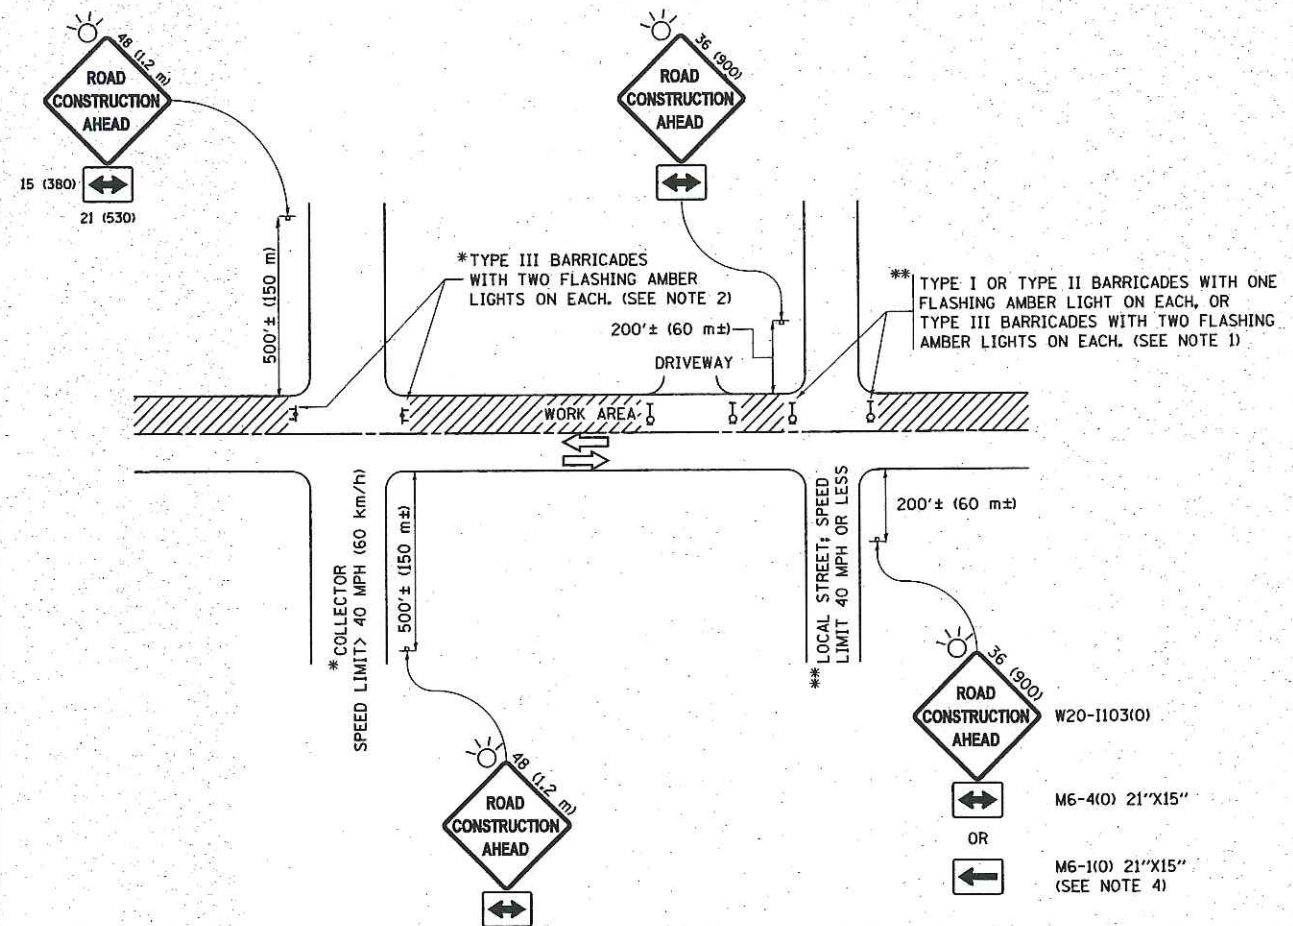 48 (1.2 m)
ROAD
CONSTRUCTION
AHEAD
15 (380)
21 (530)
36 (900)
ROAD
CONSTRUCTION
AHEAD
500'± (150 m)
*TYPE III BARRICADES
WITH TWO FLASHING AMBER
LIGHTS ON EACH. (SEE NOTE 2)
200'± (60 m±)
DRIVEWAY
** TYPE I OR TYPE II BARRICADES WITH ONE
FLASHING AMBER LIGHT ON EACH, OR
TYPE III BARRICADES WITH TWO FLASHING
AMBER LIGHTS ON EACH. (SEE NOTE 1)
WORK AREA
*COLLECTOR
SPEED LIMIT> 40 MPH (60 km/h)
500'± (150 m±)
**LOCAL STREET; SPEED
LIMIT 40 MPH OR LESS
200'± (60 m±)
48 (1.2 m)
ROAD
CONSTRUCTION
AHEAD
36 (900)
ROAD
CONSTRUCTION
AHEAD
W20-I103(O)
M6-4(O) 21"X15"
OR
M6-1(O) 21"X15"
(SEE NOTE 4)